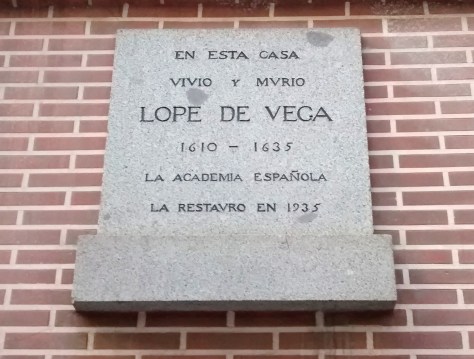 EN ESTA CASA
VIVIO Y MVRIO
LOPE DE VEGA
1610 - 1635
LA ACADEMIA ESPAÑOLA
LA RESTAVRO EN 1935